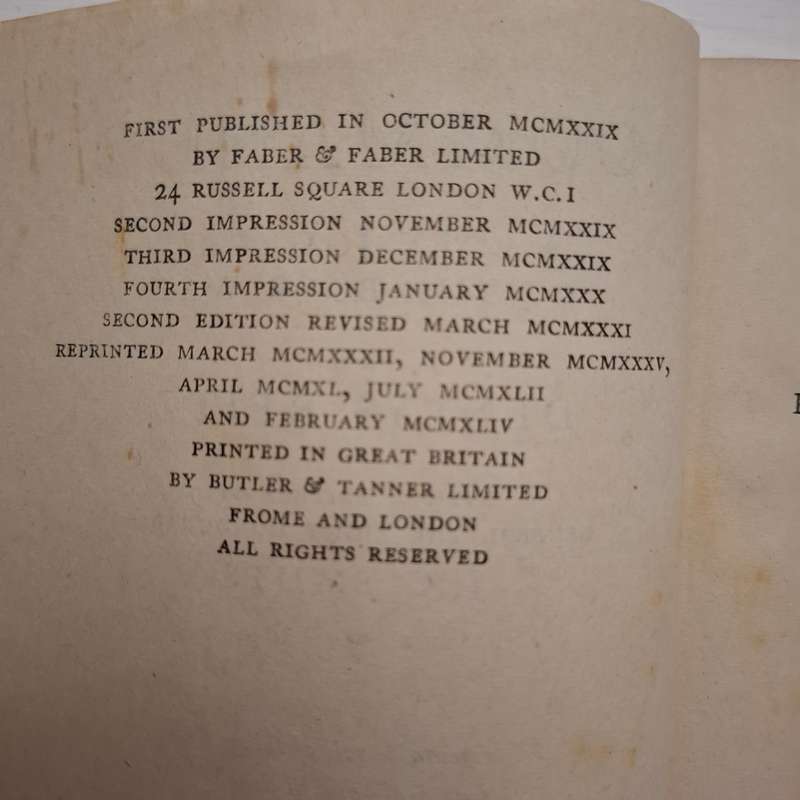 FIRST PUBLISHED IN OCTOBER MCMXXIX
BY FABER & FABER LIMITED
24 RUSSELL SQUARE LONDON W.C.I
SECOND IMPRESSION NOVEMBER MCMXXIX
THIRD IMPRESSION DECEMBER MCMXXIX
FOURTH IMPRESSION JANUARY MCMXXX
SECOND EDITION REVISED MARCH MCMXXXI
REPRINTED MARCH MCMXXXII, NOVEMBER MCMXXXV,
APRIL MCMXL, JULY MCMXLII
AND FEBRUARY MCMXLIV
PRINTED IN GREAT BRITAIN
BY BUTLER & TANNER LIMITED
FROME AND LONDON
ALL RIGHTS RESERVED